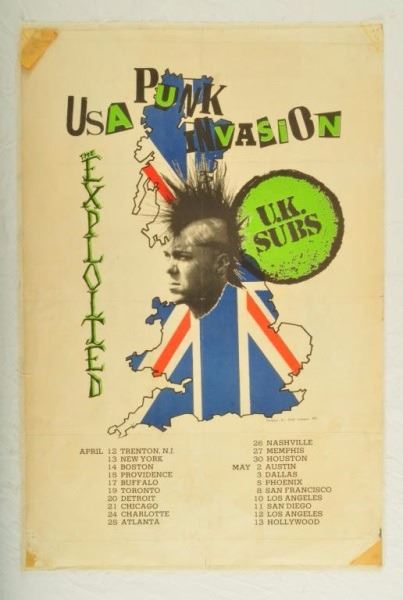 USA PUNK
INVASION
THE EXPLOITED
U.K.
SUBS
APRIL 12 TRENTON, N.J.
13 NEW YORK
14 BOSTON
15 PROVIDENCE
17 BUFFALO
19 TORONTO
20 DETROIT
21 CHICAGO
24 CHARLOTTE
25 ATLANTA
26 NASHVILLE
27 MEMPHIS
30 HOUSTON
MAY 2 AUSTIN
3 DALLAS
5 PHOENIX
8 SAN FRANCISCO
10 LOS ANGELES
11 SAN DIEGO
12 LOS ANGELES
13 HOLLYWOOD